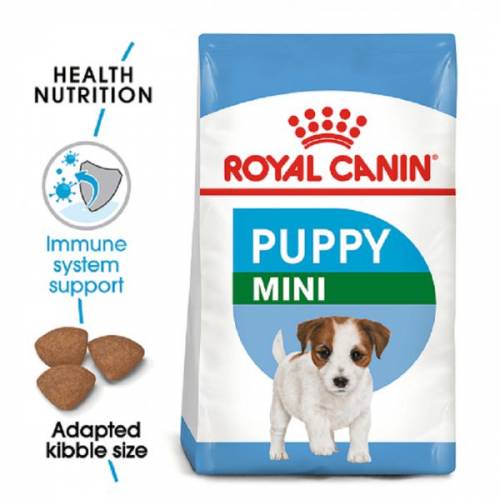 HEALTH
NUTRITION
Immune
system
support
Adapted
kibble size
ROYAL CANIN
PUPPY
MINI